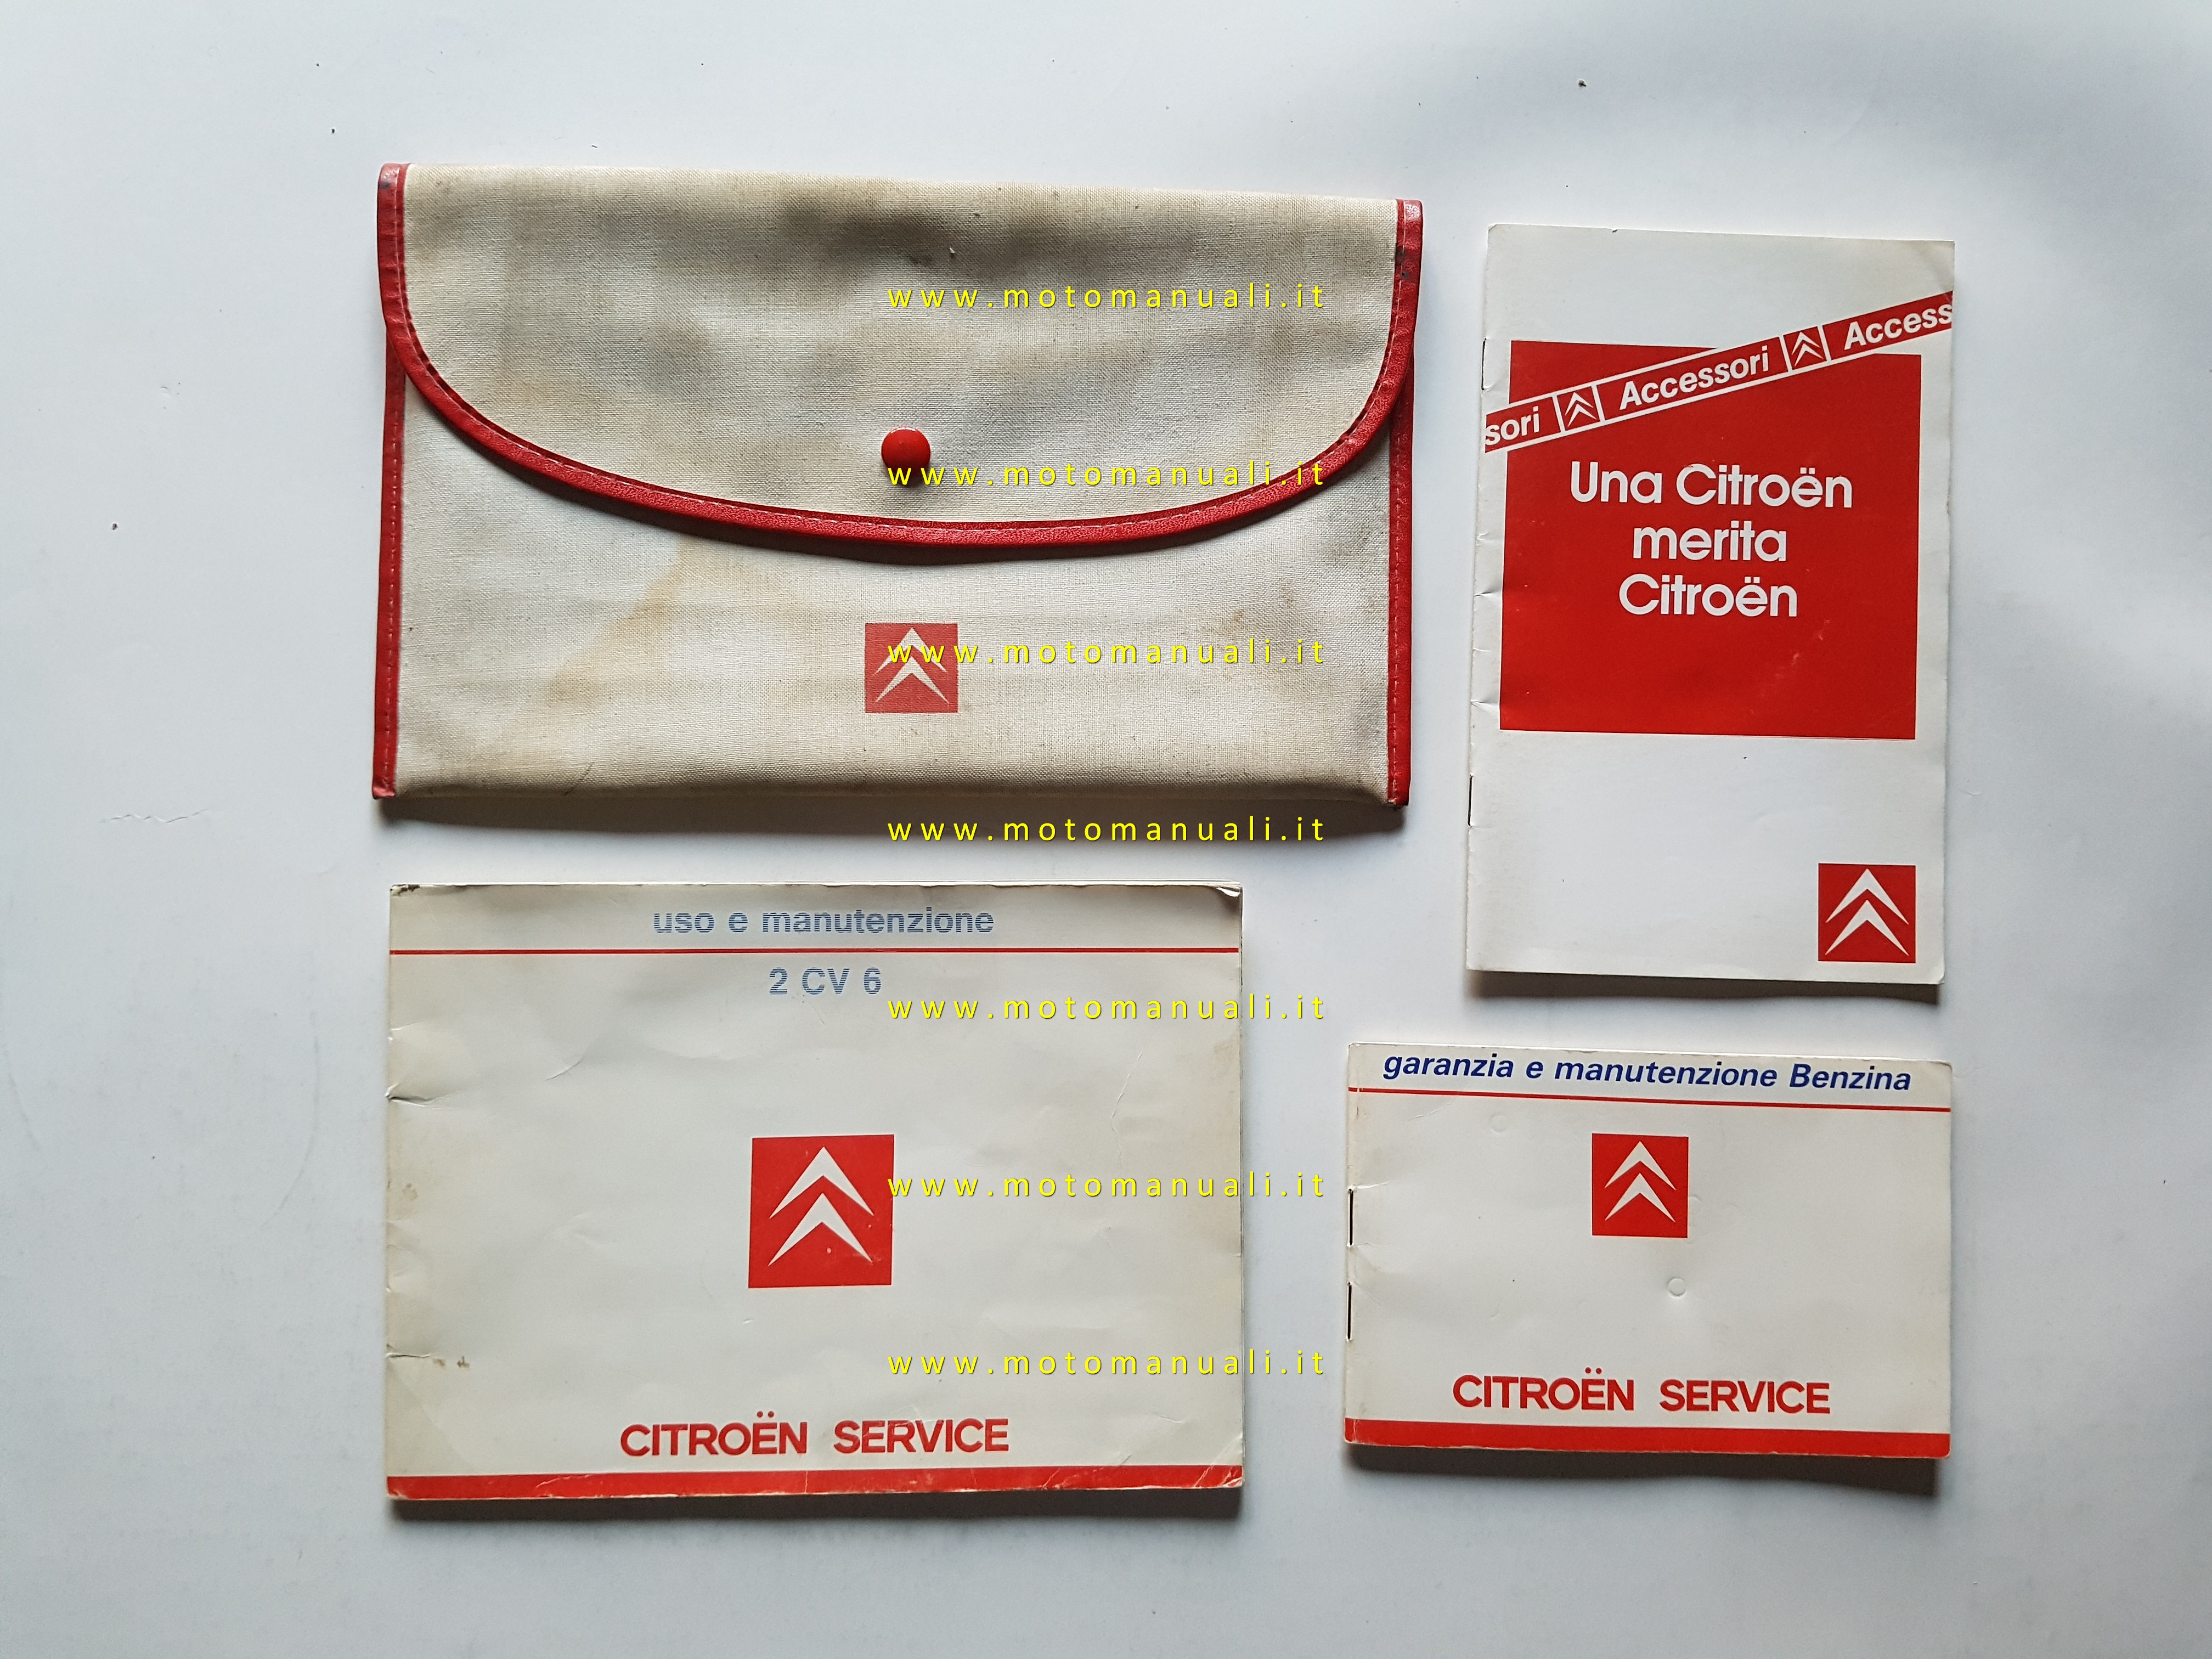 www.motomanuali.it
www.motomanuali.it
www.motomanuali.it
www.motomanuali.it
www.motomanuali.it
www.motomanuali.it
www.motomanuali.it
sori Accessori Access
Una Citroën
merita
Citroën
uso e manutenzione
2 CV 6
CITROËN SERVICE
garanzia e manutenzione Benzina
CITROËN SERVICE